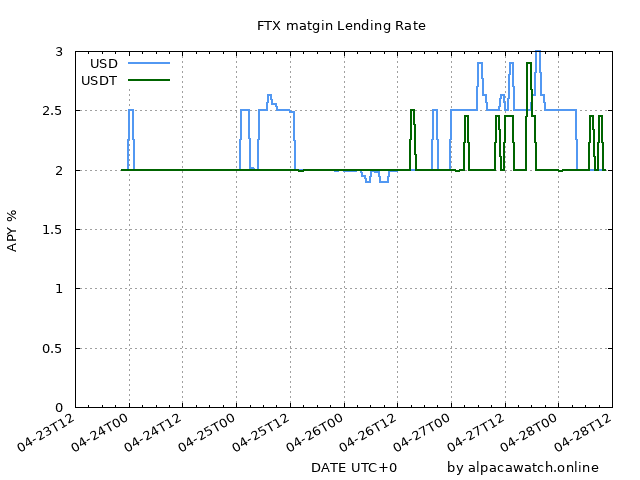 FTX matgin Lending Rate
USD
USDT
3
2.5
2
1.5
1
0.5
0
APY %
04-23T12
04-24T00
04-24T12
04-25T00
04-25T12
04-26T00
04-26T12
04-27T00
04-27T12
04-28T00
04-28T12
DATE UTC+0
by alpacawatch.online